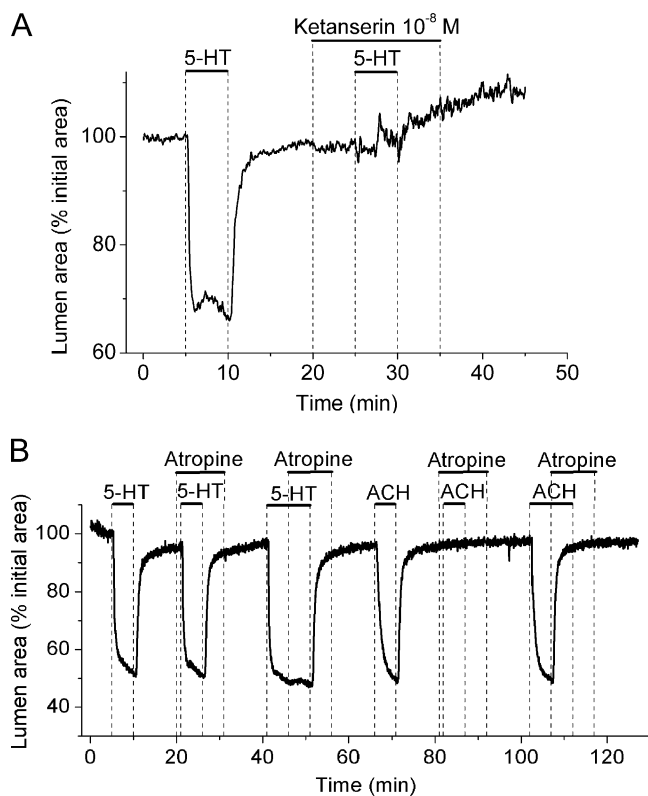 A
Ketanserin 10⁻⁸ M
5-HT 5-HT
Lumen area (% initial area)
100
80
60
0 10 20 30 40 50
Time (min)
B
Atropine Atropine Atropine Atropine
5-HT 5-HT 5-HT ACH ACH ACH
Lumen area (% initial area)
100
80
60
40
0 20 40 60 80 100 120
Time (min)